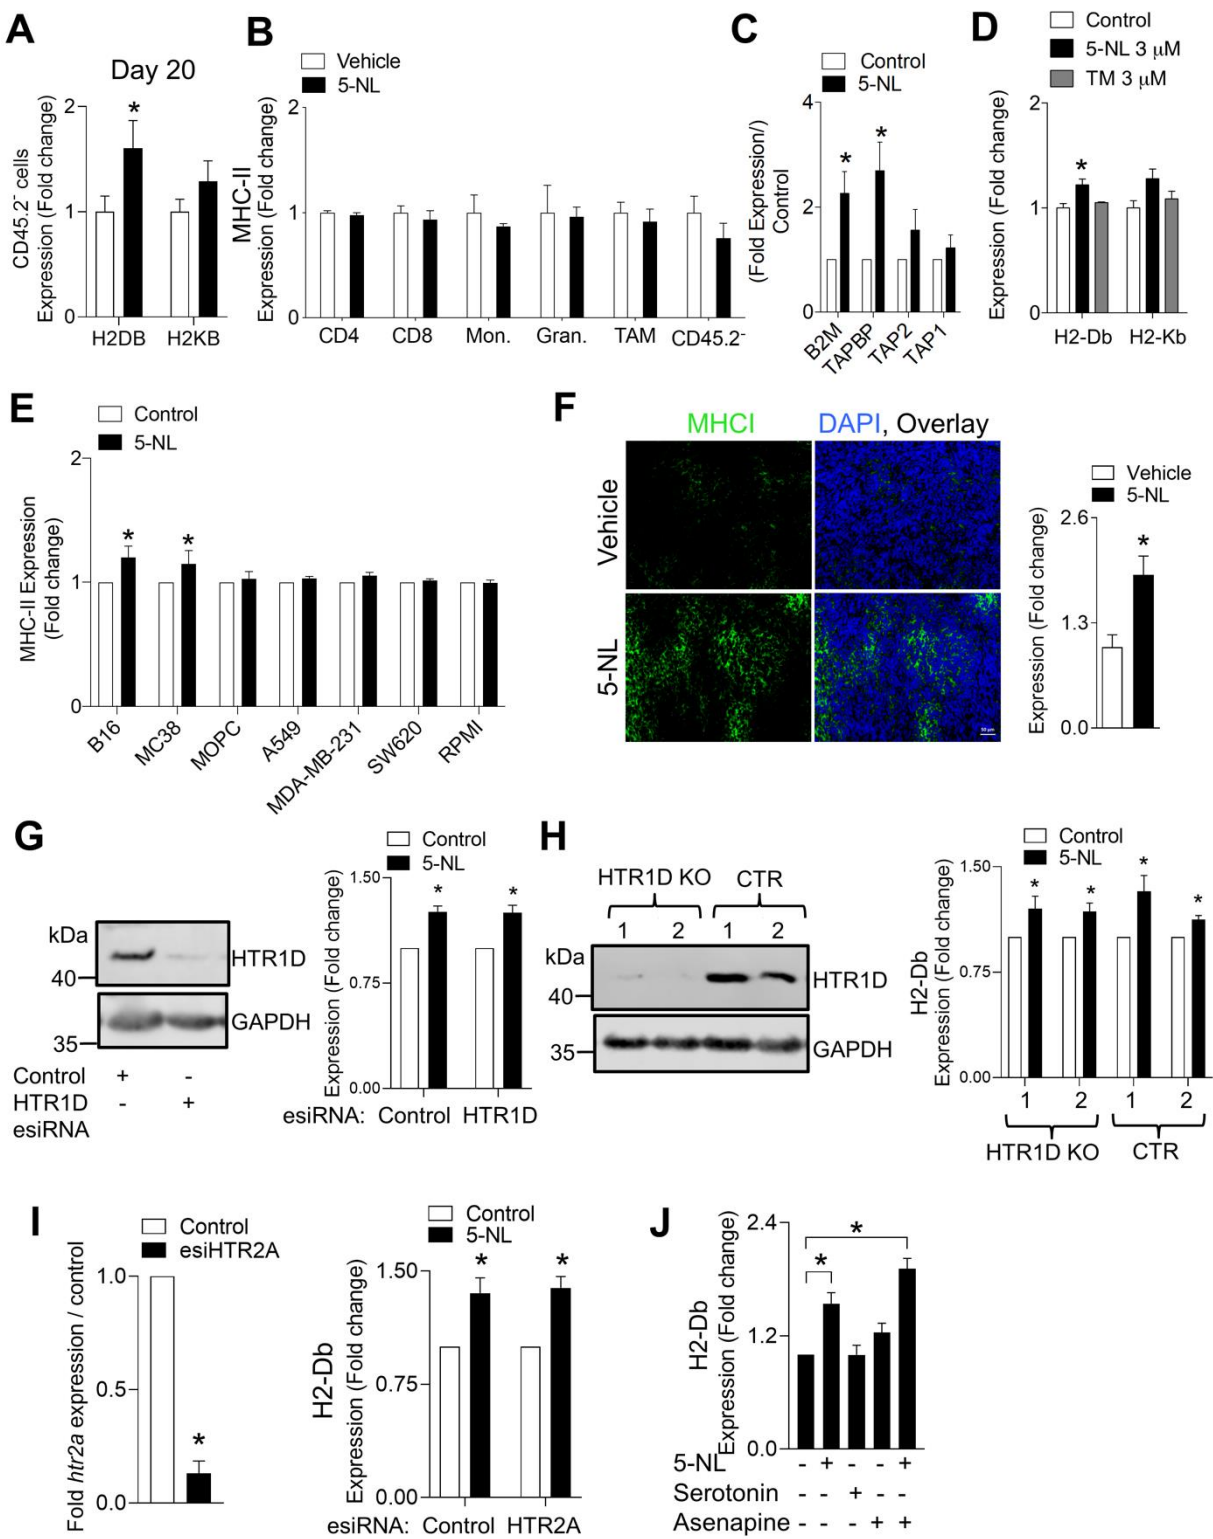 A
Day 20
CD45.2⁻ cells
Expression (Fold change)
2
1
0
*
H2DB H2KB
B
Vehicle
5-NL
MHC-II
Expression (Fold change)
2
1
0
CD4 CD8 Mon. Gran. TAM CD45.2⁻
C
Control
5-NL
(Fold Expression/)
Control
4
2
0
* *
B2M TAPBP TAP2 TAP1
D
Control
5-NL 3 μM
TM 3 μM
Expression (Fold change)
2
1
0
*
H2-Db H2-Kb
E
Control
5-NL
MHC-II Expression
(Fold change)
2
1
0
* *
B16 MC38 MOPC A549 MDA-MB-231 SW620 RPMI
F
MHCI DAPI, Overlay
Vehicle
5-NL
50 μm
Vehicle
5-NL
Expression (Fold change)
2.6
1.3
0.0
*
G
kDa
40
HTR1D
35
GAPDH
Control + -
HTR1D - +
esiRNA
Control
5-NL
Expression (Fold change)
1.50
0.75
0.00
* *
esiRNA: Control HTR1D
H
HTR1D KO CTR
1 2 1 2
kDa
40
HTR1D
35
GAPDH
Control
5-NL
H2-Db
Expression (Fold change)
1.50
0.75
0.00
* * * *
1 2 1 2
HTR1D KO CTR
I
Control
esiHTR2A
Fold htr2a expression / control
1.0
0.5
0.0
*
Control
5-NL
H2-Db
Expression (Fold change)
1.50
0.75
0.00
* *
esiRNA: Control HTR2A
J
H2-Db
Expression (Fold change)
2.4
1.2
0.0
*
*
5-NL - + - - +
Serotonin - - + - -
Asenapine - - - + +